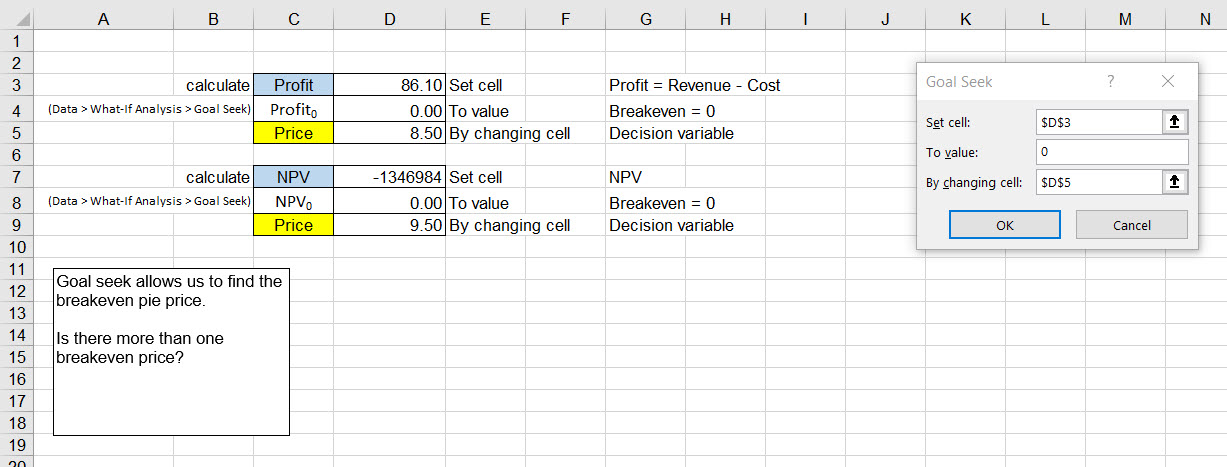 A B C D E F G H I J K L M N
1
2
3 calculate Profit 86.10 Set cell Profit = Revenue - Cost
4 (Data > What-If Analysis > Goal Seek) Profit₀ 0.00 To value Breakeven = 0
5 Price 8.50 By changing cell Decision variable
6
7 calculate NPV -1346984 Set cell NPV
8 (Data > What-If Analysis > Goal Seek) NPV₀ 0.00 To value Breakeven = 0
9 Price 9.50 By changing cell Decision variable
10
11
12
13
14
15
16
17
18
19
20
Goal seek allows us to find the
breakeven pie price.
Is there more than one
breakeven price?
Goal Seek ? ×
Set cell: $D$3
To value: 0
By changing cell: $D$5
OK Cancel